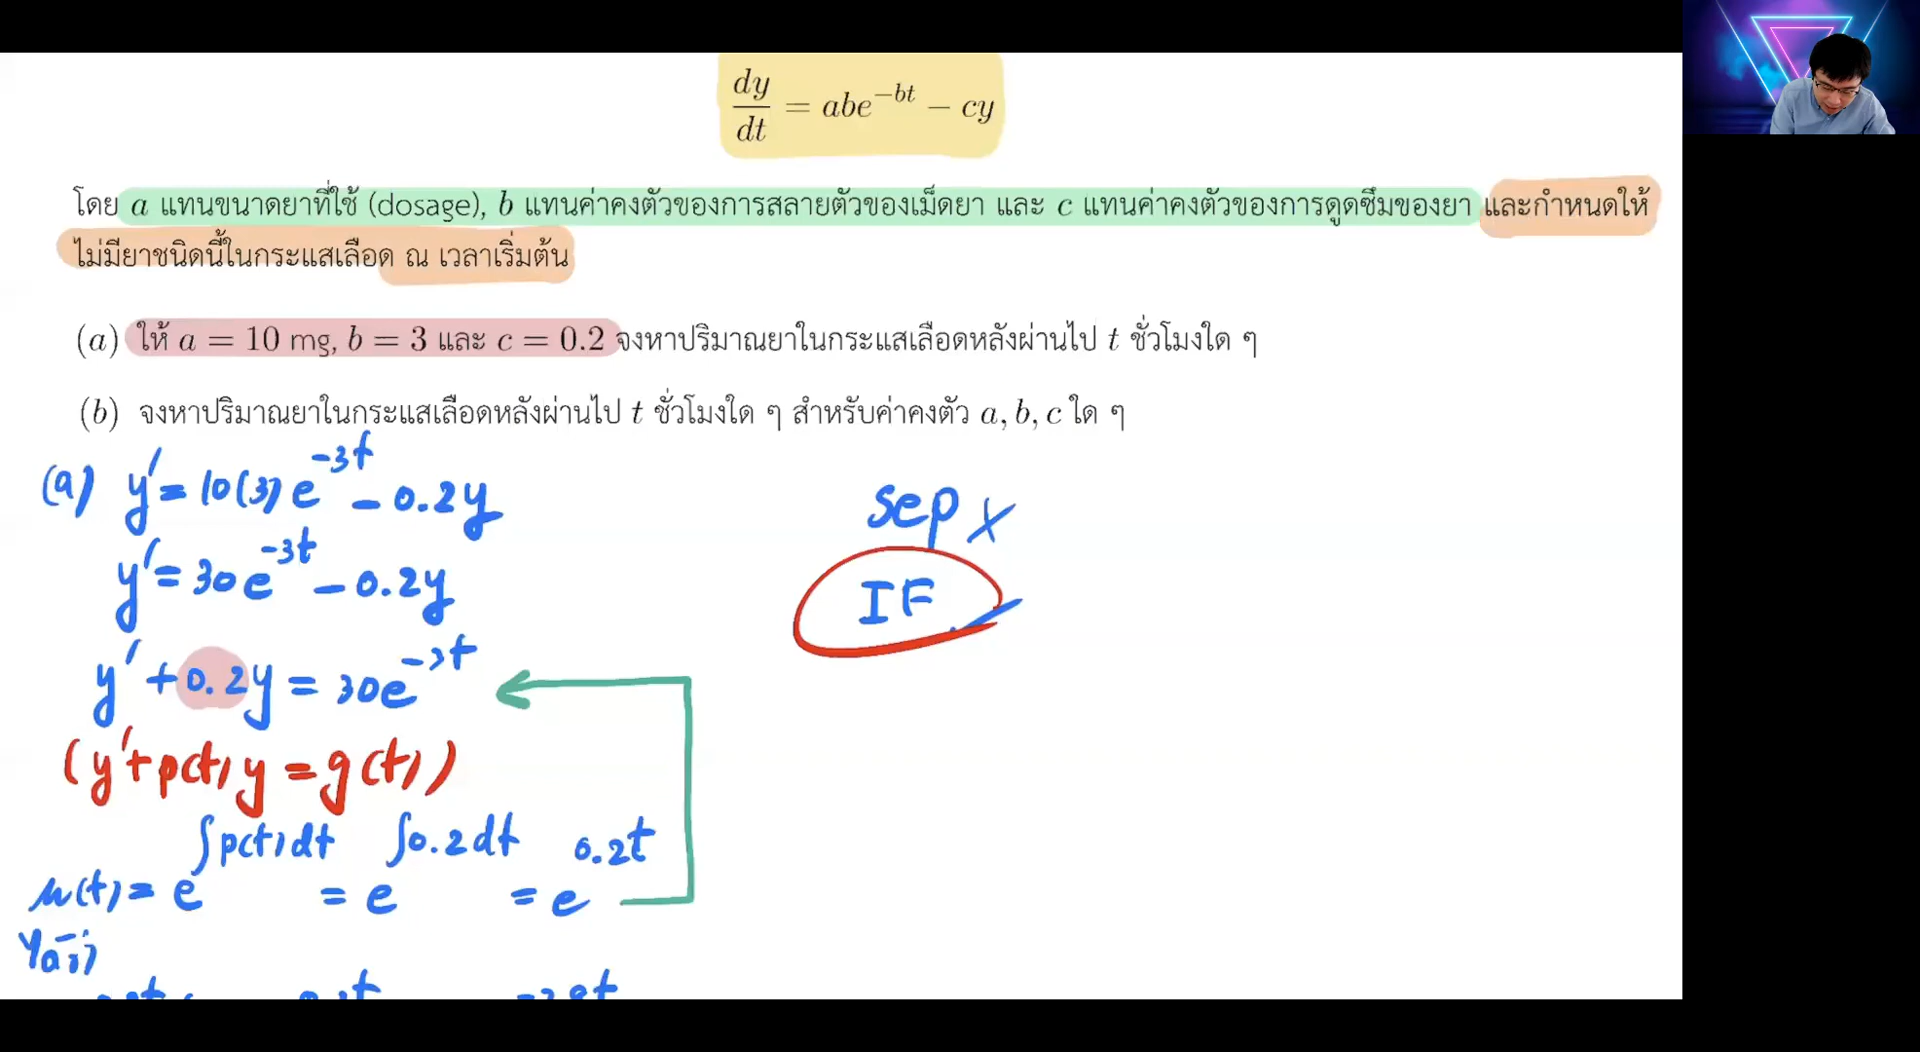 dy/dt = abe^{-bt} - cy
โดย a แทนขนาดยาที่ใช้ (dosage), b แทนค่าคงตัวของการสลายตัวของเม็ดยา และ c แทนค่าคงตัวของการดูดซึมของยา และกำหนดให้
ไม่มียาชนิดนี้ในกระแสเลือด ณ เวลาเริ่มต้น
(a) ให้ a = 10 mg, b = 3 และ c = 0.2 จงหาปริมาณยาในกระแสเลือดหลังผ่านไป t ชั่วโมงใด ๆ
(b) จงหาปริมาณยาในกระแสเลือดหลังผ่านไป t ชั่วโมงใด ๆ สำหรับค่าคงตัว a, b, c ใด ๆ
(a) y' = 10(3)e^{-3t} - 0.2y
sep x
y' = 30e^{-3t} - 0.2y
IF ✓
y' + 0.2y = 30e^{-3t}
(y' + p(t)y = g(t))
μ(t) = e^{∫p(t)dt} = e^{∫0.2dt} = e^{0.2t}